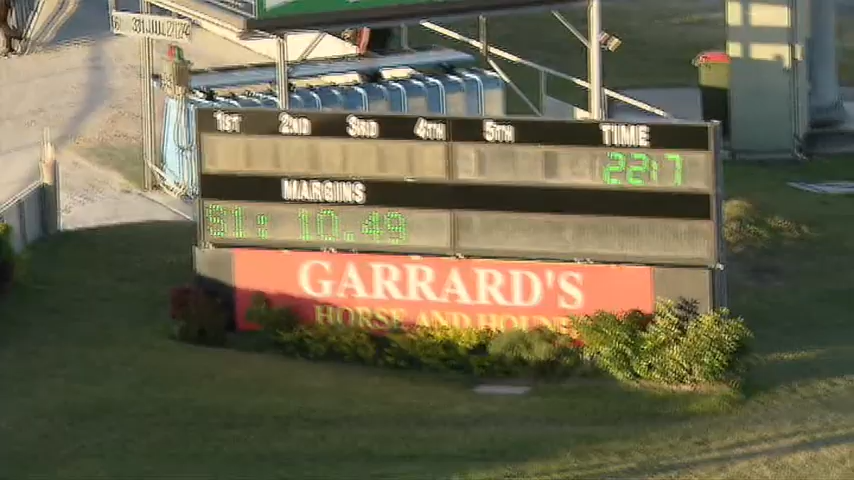 1ST 2ND 3RD 4TH 5TH TIME
22:7
MARGINS
S1: 10.49
GARRARD'S
HORSE AND HOUND